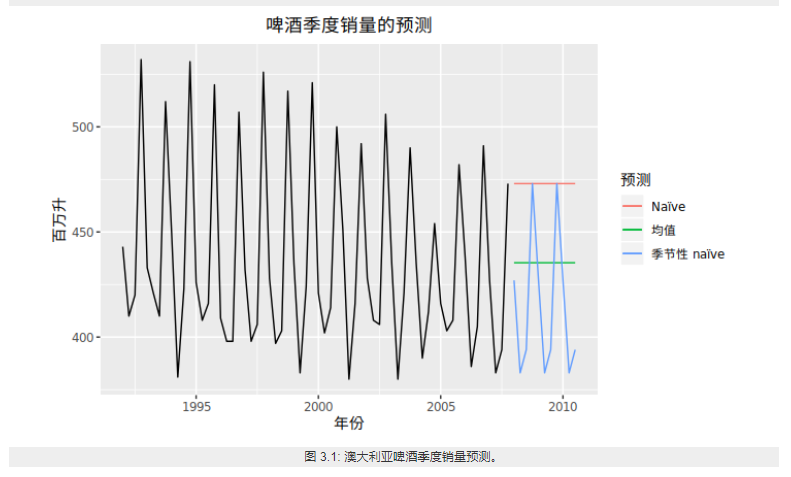 啤酒季度销量的预测
百万升
500
450
400
1995
2000
2005
2010
年份
预测
Naïve
均值
季节性 naïve
图 3.1: 澳大利亚啤酒季度销量预测。